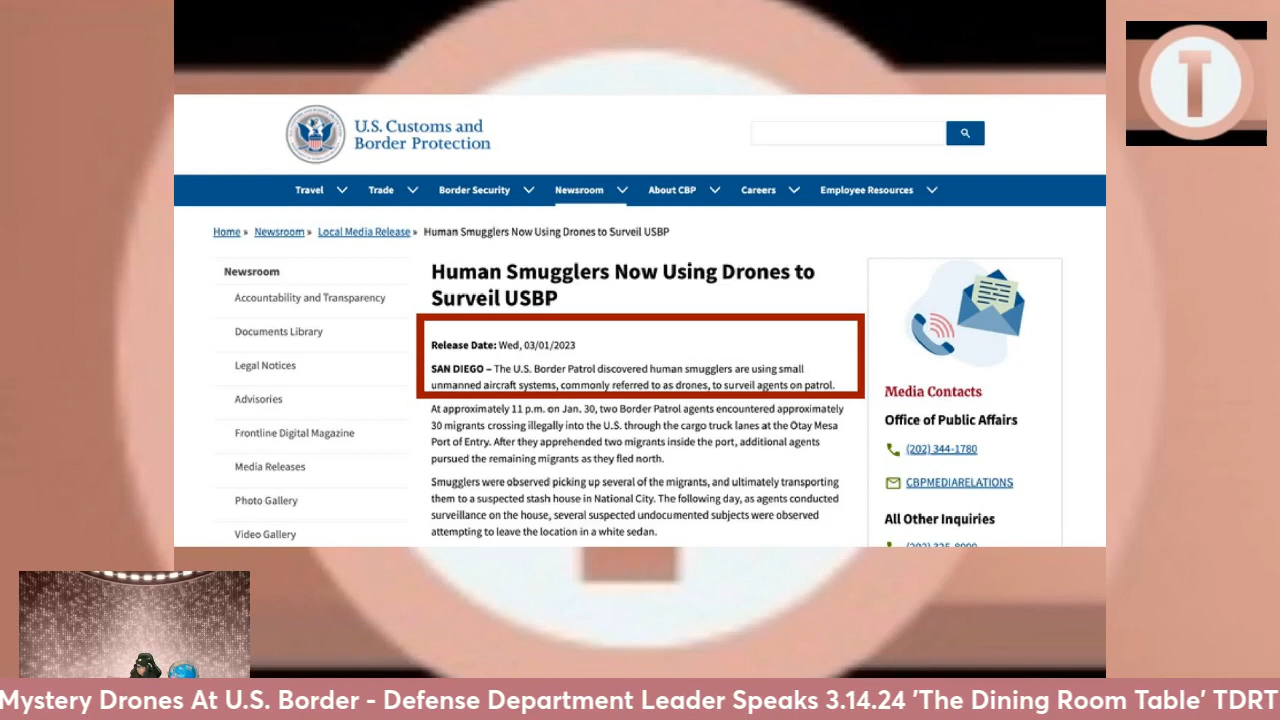 T
U.S. Customs and
Border Protection
Travel Trade Border Security Newsroom About CBP Careers Employee Resources
Home » Newsroom » Local Media Release » Human Smugglers Now Using Drones to Surveil USBP
Newsroom
Accountability and Transparency
Documents Library
Legal Notices
Advisories
Frontline Digital Magazine
Media Releases
Photo Gallery
Video Gallery
Human Smugglers Now Using Drones to
Surveil USBP
Release Date: Wed, 03/01/2023
SAN DIEGO – The U.S. Border Patrol discovered human smugglers are using small
unmanned aircraft systems, commonly referred to as drones, to surveil agents on patrol.
At approximately 11 p.m. on Jan. 30, two Border Patrol agents encountered approximately
30 migrants crossing illegally into the U.S. through the cargo truck lanes at the Otay Mesa
Port of Entry. After they apprehended two migrants inside the port, additional agents
pursued the remaining migrants as they fled north.
Smugglers were observed picking up several of the migrants, and ultimately transporting
them to a suspected stash house in National City. The following day, as agents conducted
surveillance on the house, several suspected undocumented subjects were observed
attempting to leave the location in a white sedan.
Media Contacts
Office of Public Affairs
(202) 344-1780
CBPMEDIARELATIONS
All Other Inquiries
Mystery Drones At U.S. Border - Defense Department Leader Speaks 3.14.24 'The Dining Room Table' TDRT